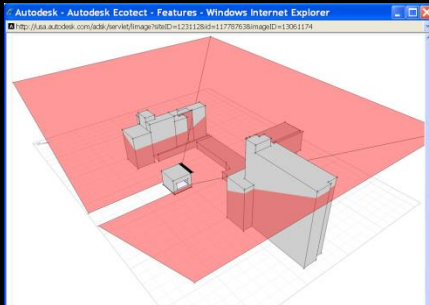 Autodesk - Autodesk Ecotect - Features - Windows Internet Explorer
http://usa.autodesk.com/adsk/servlet/image?siteID=123112&id=11778763&imageID=13061174